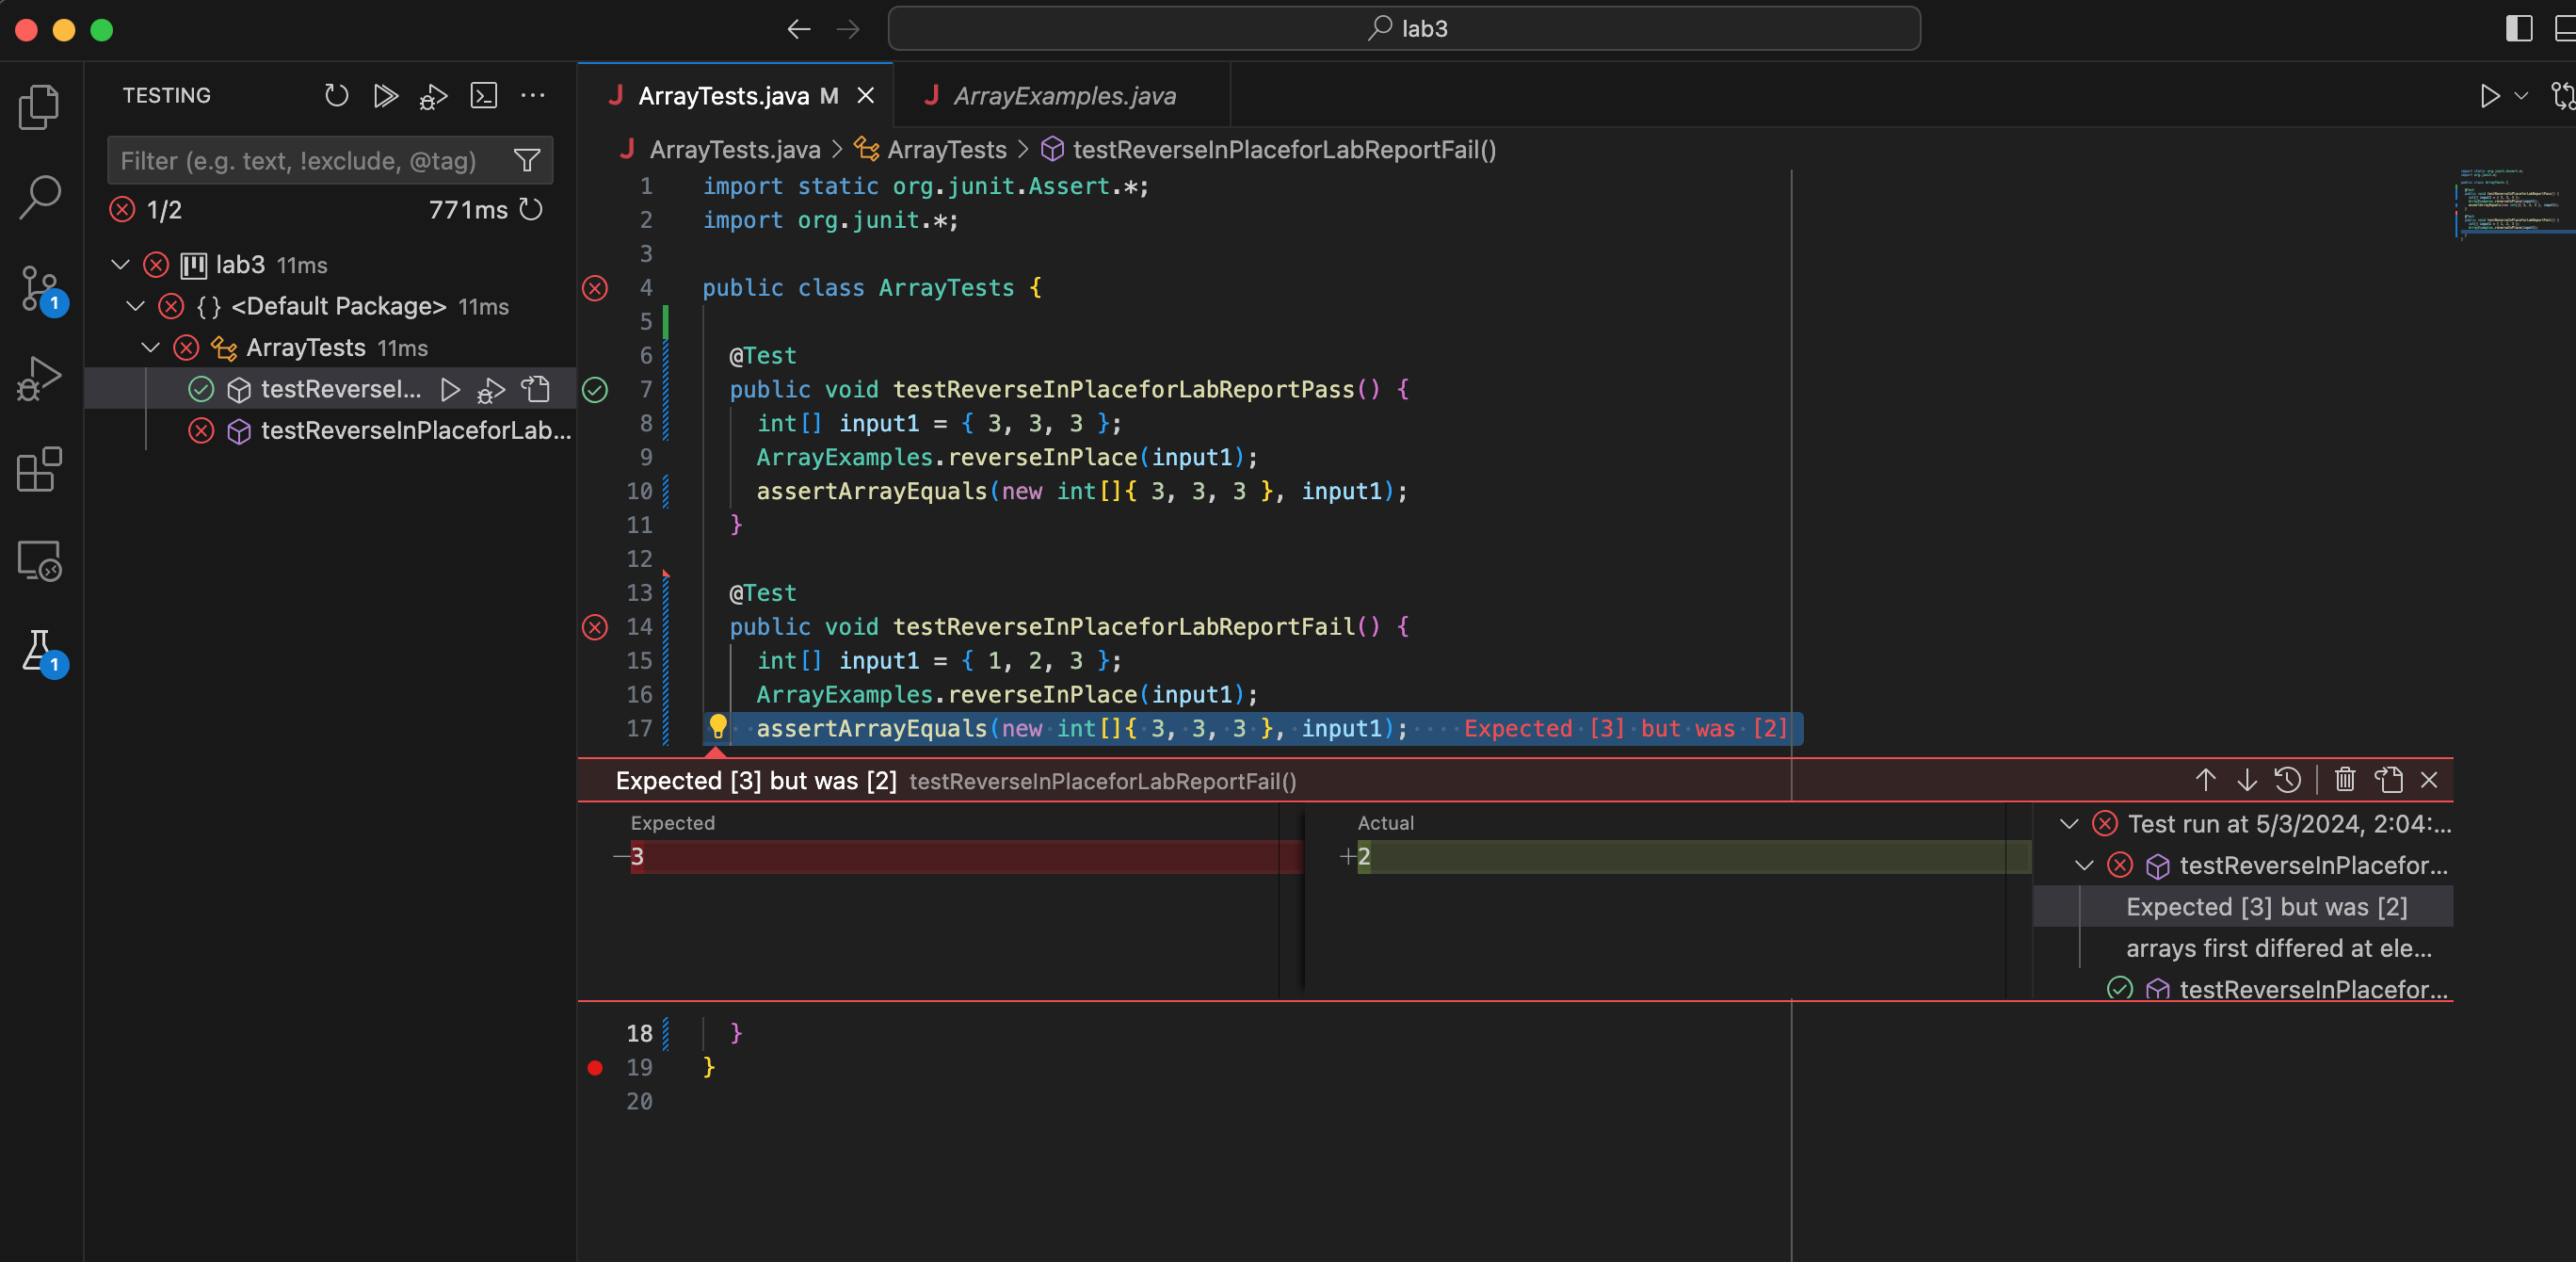 lab3
TESTING
Filter (e.g. text, !exclude, @tag)
1/2 771ms
lab3 11ms
<Default Package> 11ms
ArrayTests 11ms
testReverseI...
testReverseInPlaceforLab...
1
1
ArrayTests.java M
ArrayExamples.java
ArrayTests.java > ArrayTests > testReverseInPlaceforLabReportFail()
1 import static org.junit.Assert.*;
2 import org.junit.*;
3
4 public class ArrayTests {
5
6 @Test
7 public void testReverseInPlaceforLabReportPass() {
8 int[] input1 = { 3, 3, 3 };
9 ArrayExamples.reverseInPlace(input1);
10 assertArrayEquals(new int[]{ 3, 3, 3 }, input1);
11 }
12
13 @Test
14 public void testReverseInPlaceforLabReportFail() {
15 int[] input1 = { 1, 2, 3 };
16 ArrayExamples.reverseInPlace(input1);
17 assertArrayEquals(new int[]{ 3, 3, 3 }, input1); Expected [3] but was [2]
Expected [3] but was [2] testReverseInPlaceforLabReportFail()
Expected
−3
Actual
+2
Test run at 5/3/2024, 2:04:...
testReverseInPlacefor...
Expected [3] but was [2]
arrays first differed at ele...
testReverseInPlacefor...
18 }
19 }
20